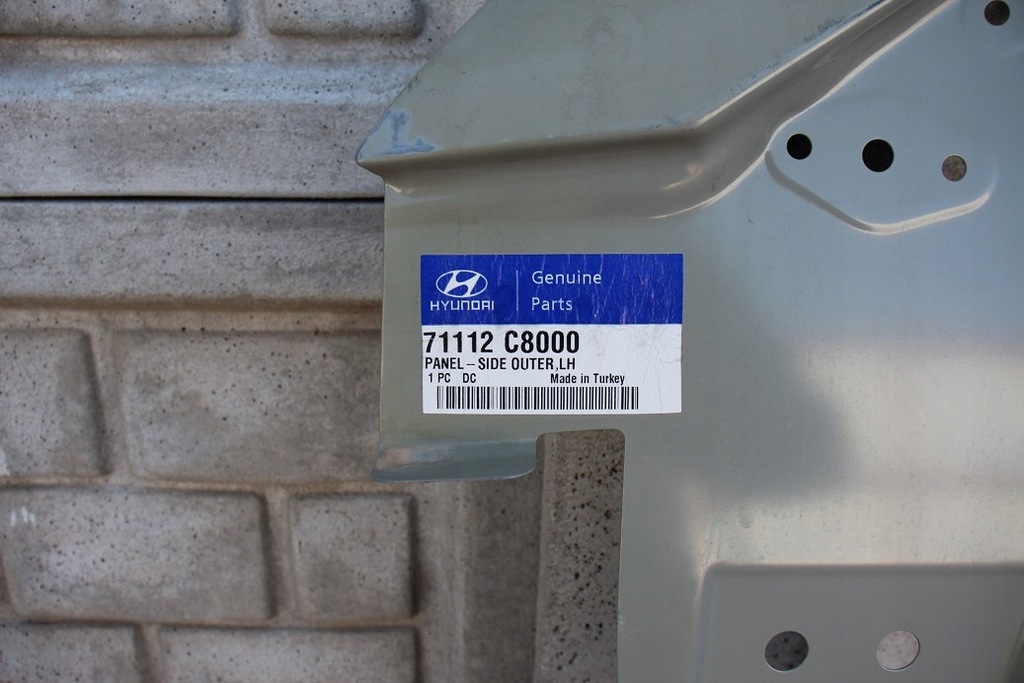 HYUNDAI
Genuine
Parts
71112 C8000
PANEL-SIDE OUTER,LH
1 PC DC Made in Turkey